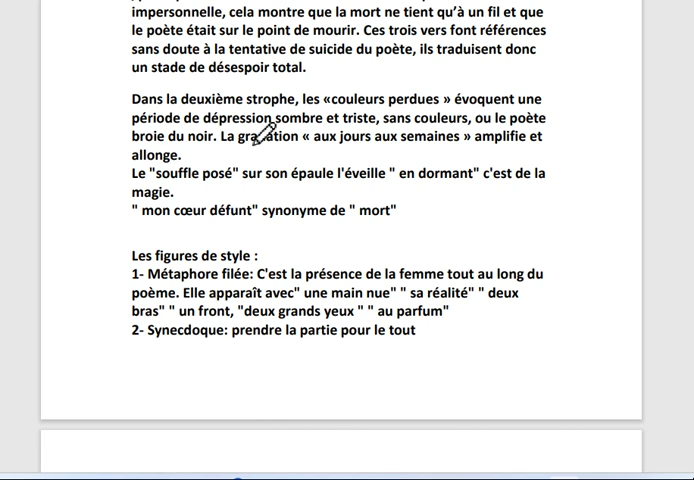 impersonnelle, cela montre que la mort ne tient qu’à un fil et que
le poète était sur le point de mourir. Ces trois vers font références
sans doute à la tentative de suicide du poète, ils traduisent donc
un stade de désespoir total.
Dans la deuxième strophe, les «couleurs perdues » évoquent une
période de dépression sombre et triste, sans couleurs, ou le poète
broie du noir. La gradation « aux jours aux semaines » amplifie et
allonge.
Le "souffle posé" sur son épaule l'éveille " en dormant" c'est de la
magie.
" mon cœur défunt" synonyme de " mort"
Les figures de style :
1- Métaphore filée: C'est la présence de la femme tout au long du
poème. Elle apparaît avec" une main nue" " sa réalité" " deux
bras" " un front, "deux grands yeux " " au parfum"
2- Synecdoque: prendre la partie pour le tout